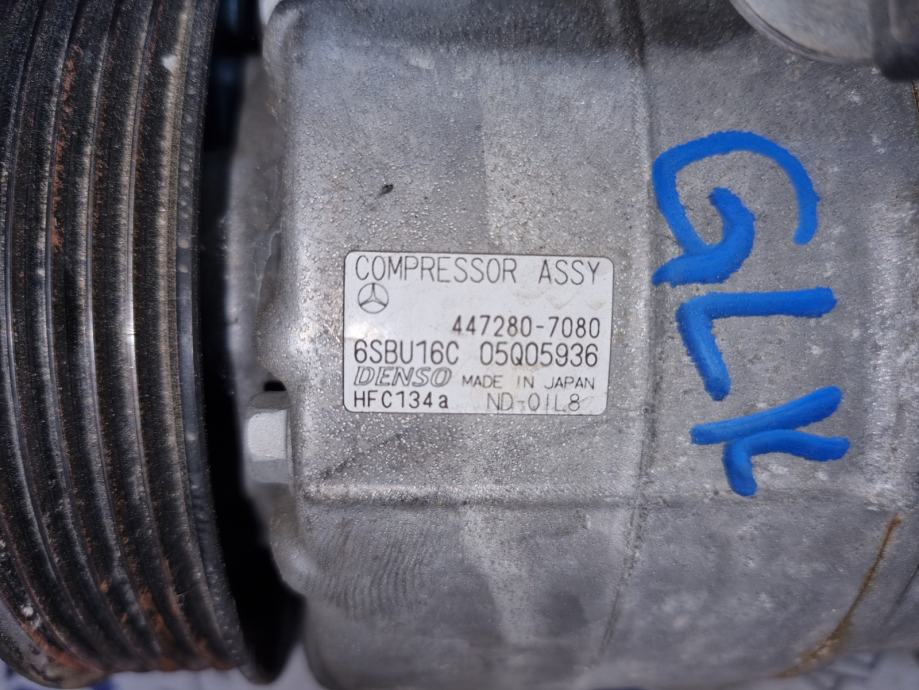 COMPRESSOR ASSY
447280-7080
6SBU16C 05Q05936
DENSO MADE IN JAPAN
HFC134a ND-OIL8
GLK